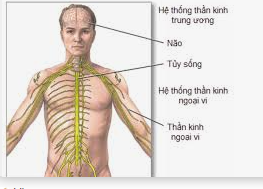 Hệ thống thần kinh
trung ương
Não
Tủy sống
Hệ thống thần kinh
ngoại vi
Thần kinh
ngoại vi